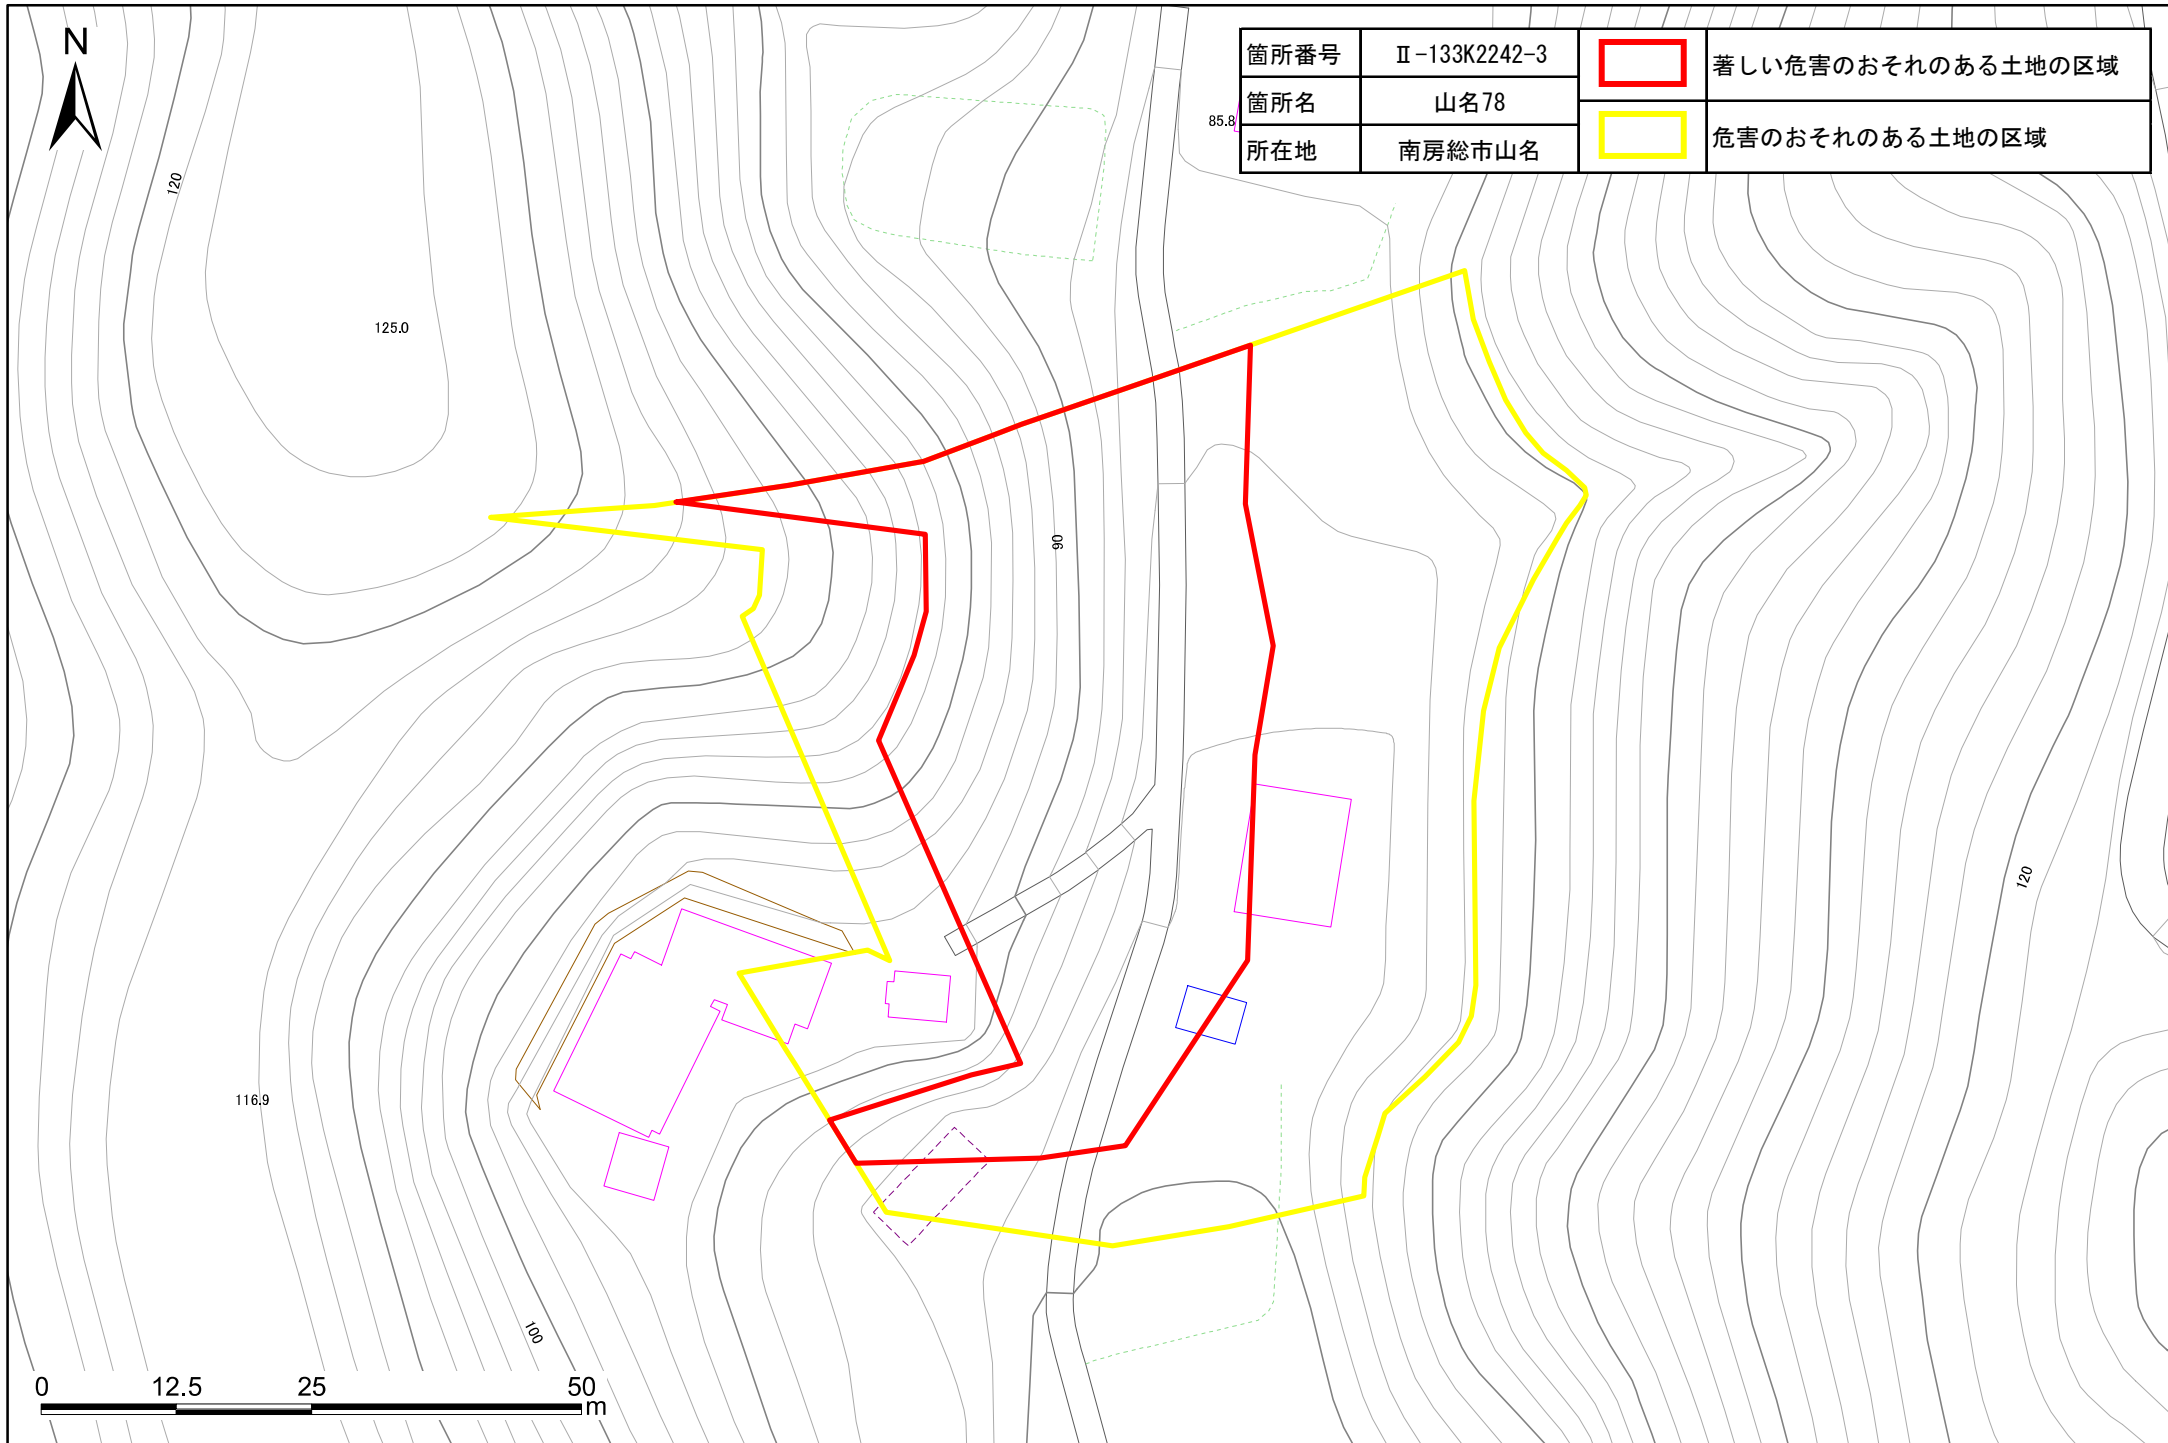 N
箇所番号 Ⅱ-133K2242-3 著しい危害のおそれのある土地の区域
箇所名 山名78
所在地 南房総市山名 危害のおそれのある土地の区域
85.8
120
125.0
90
120
116.9
100
0 12.5 25 50
m